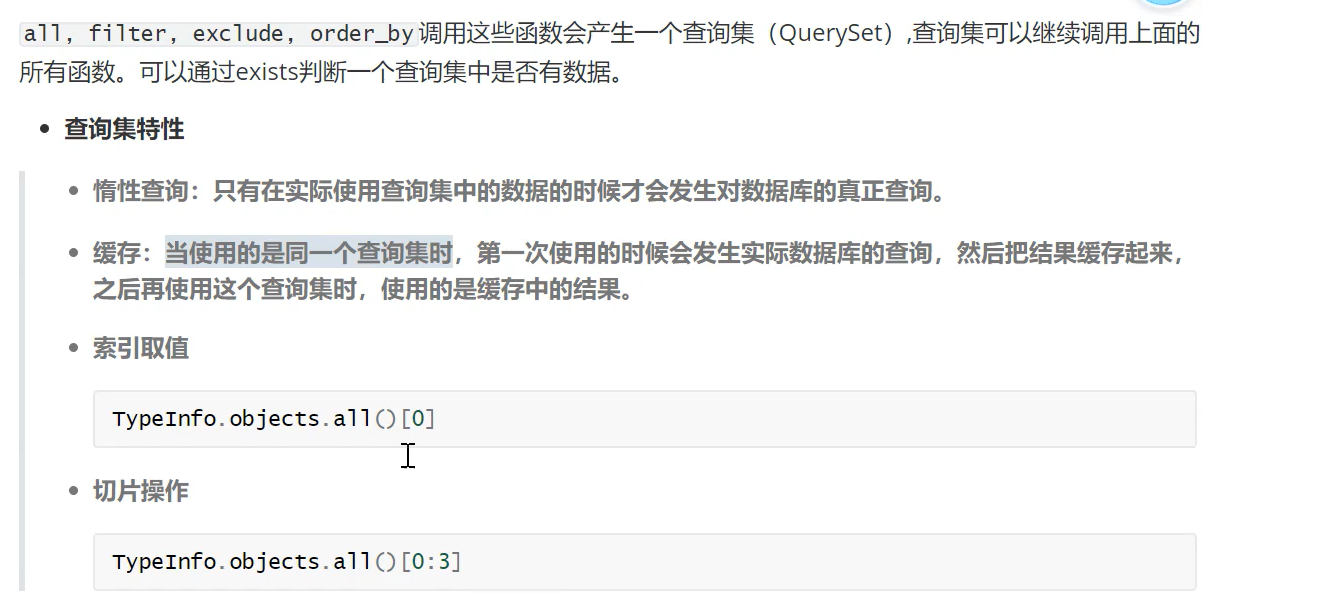 all, filter, exclude, order_by调用这些函数会产生一个查询集（QuerySet）,查询集可以继续调用上面的
所有函数。可以通过exists判断一个查询集中是否有数据。
• 查询集特性
• 惰性查询：只有在实际使用查询集中的数据的时候才会发生对数据库的真正查询。
• 缓存：当使用的是同一个查询集时，第一次使用的时候会发生实际数据库的查询，然后把结果缓存起来，
之后再使用这个查询集时，使用的是缓存中的结果。
• 索引取值
TypeInfo.objects.all()[0]
• 切片操作
TypeInfo.objects.all()[0:3]